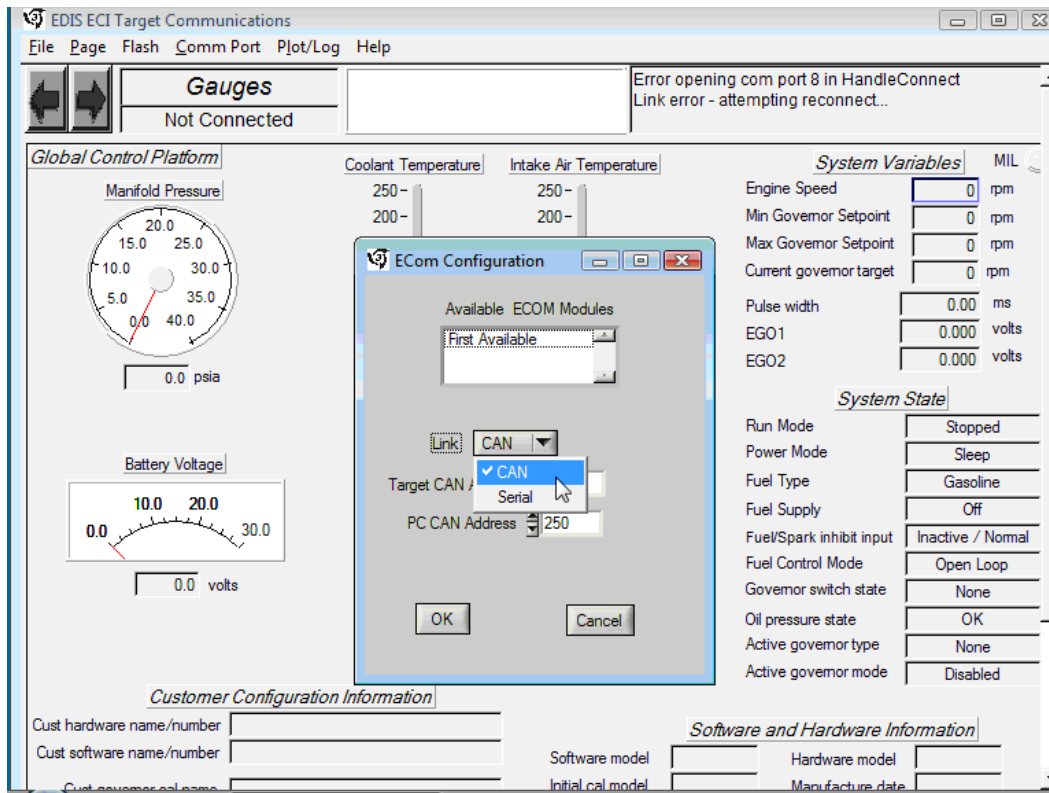 EDIS ECI Target Communications
File Page Flash Comm Port Plot/Log Help
Gauges
Not Connected
Error opening com port 8 in HandleConnect
Link error - attempting reconnect...
Global Control Platform
Manifold Pressure
20.0
15.0 25.0
10.0 30.0
5.0 35.0
0.0 40.0
0.0 psia
Battery Voltage
10.0 20.0
0.0 30.0
0.0 volts
Coolant Temperature
250
200
Intake Air Temperature
250
200
ECom Configuration
Available ECOM Modules
First Available
Link CAN
CAN
Serial
Target CAN
PC CAN Address 250
OK Cancel
System Variables MIL
Engine Speed 0 rpm
Min Governor Setpoint 0 rpm
Max Governor Setpoint 0 rpm
Current governor target 0 rpm
Pulse width 0.00 ms
EGO1 0.000 volts
EGO2 0.000 volts
System State
Run Mode Stopped
Power Mode Sleep
Fuel Type Gasoline
Fuel Supply Off
Fuel/Spark inhibit input Inactive / Normal
Fuel Control Mode Open Loop
Governor switch state None
Oil pressure state OK
Active governor type None
Active governor mode Disabled
Customer Configuration Information
Cust hardware name/number
Cust software name/number
Cust governor cal name
Software and Hardware Information
Software model Hardware model
Initial cal model Manufacture date